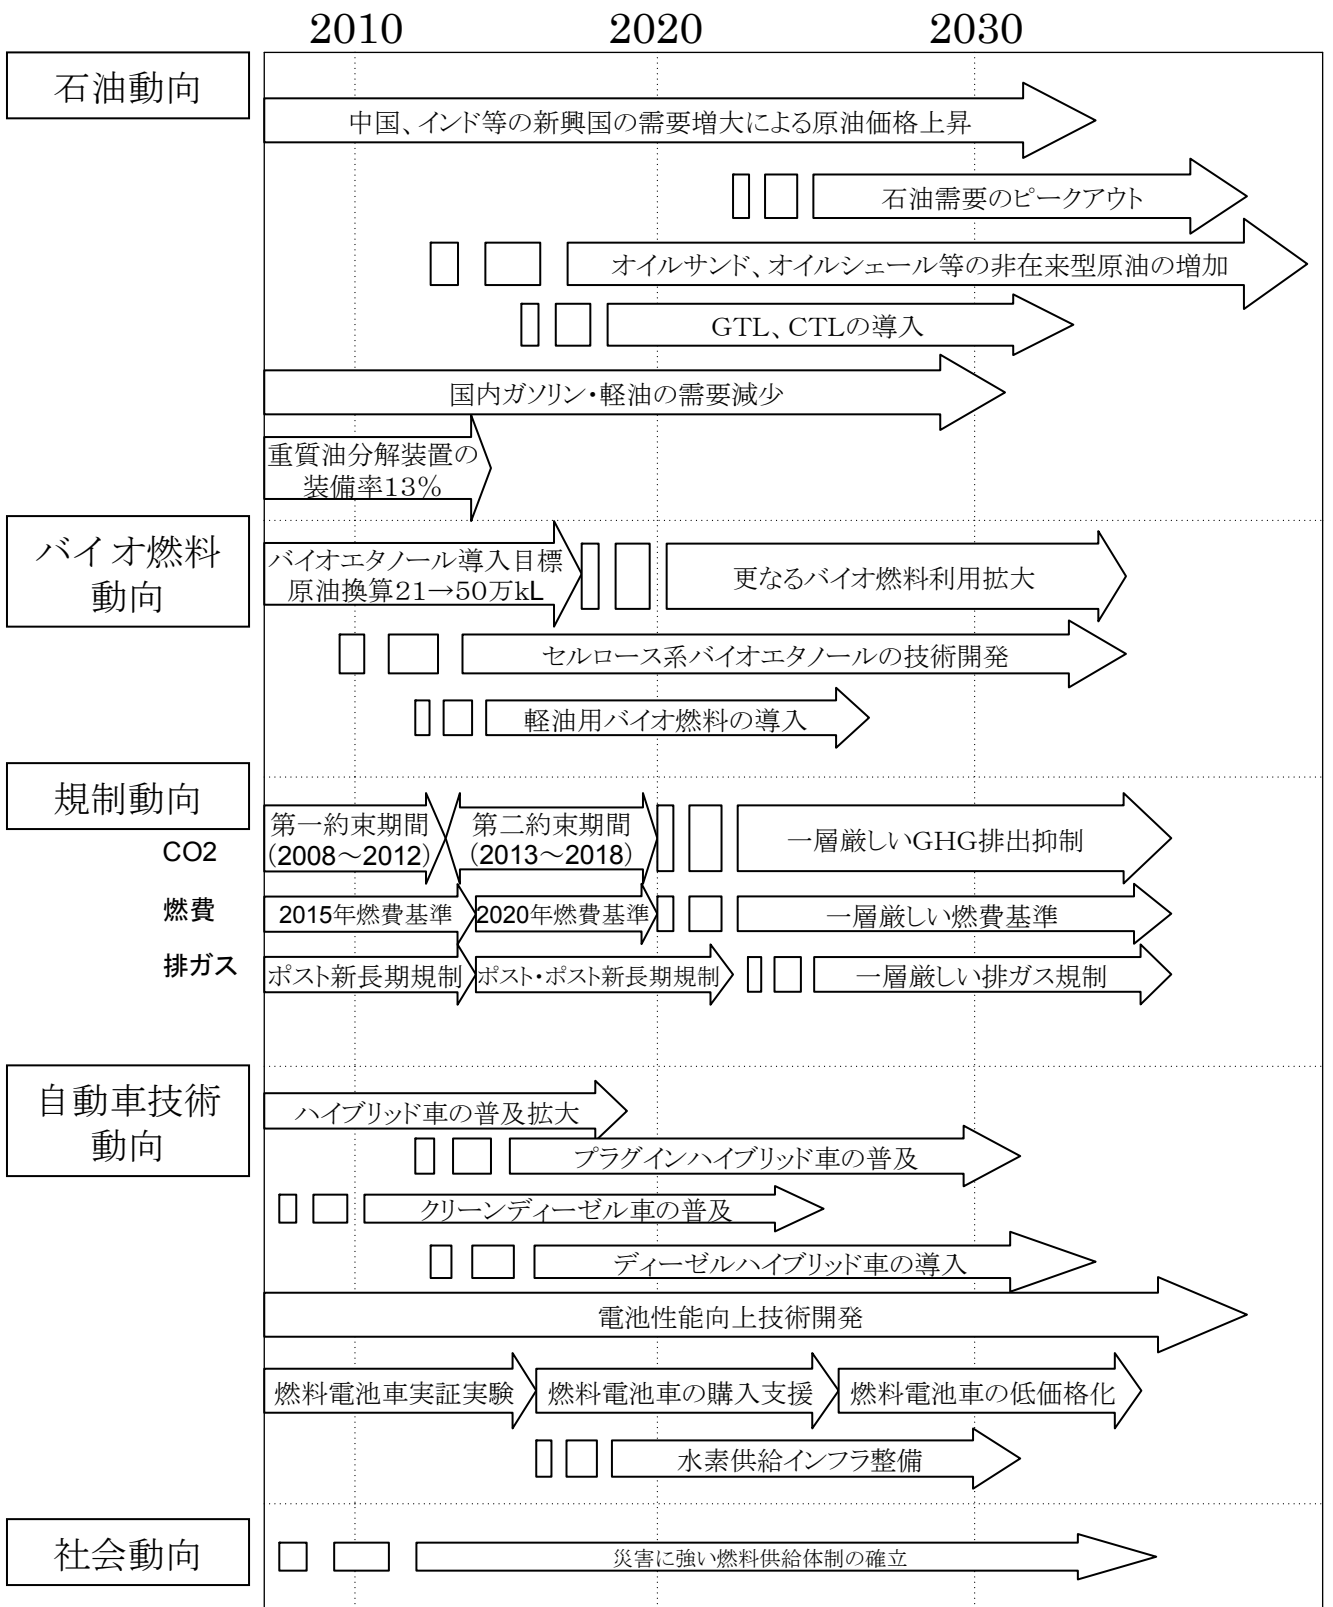 2010 2020 2030
石油動向
中国、インド等の新興国の需要増大による原油価格上昇
石油需要のピークアウト
オイルサンド、オイルシェール等の非在来型原油の増加
GTL、CTLの導入
国内ガソリン・軽油の需要減少
重質油分解装置の
装備率13%
バイオ燃料
動向
バイオエタノール導入目標
原油換算21→50万kL
更なるバイオ燃料利用拡大
セルロース系バイオエタノールの技術開発
軽油用バイオ燃料の導入
規制動向
CO2
第一約束期間
(2008～2012)
第二約束期間
(2013～2018)
一層厳しいGHG排出抑制
燃費
2015年燃費基準
2020年燃費基準
一層厳しい燃費基準
排ガス
ポスト新長期規制
ポスト・ポスト新長期規制
一層厳しい排ガス規制
自動車技術
動向
ハイブリッド車の普及拡大
プラグインハイブリッド車の普及
クリーンディーゼル車の普及
ディーゼルハイブリッド車の導入
電池性能向上技術開発
燃料電池車実証実験
燃料電池車の購入支援
燃料電池車の低価格化
水素供給インフラ整備
社会動向
災害に強い燃料供給体制の確立